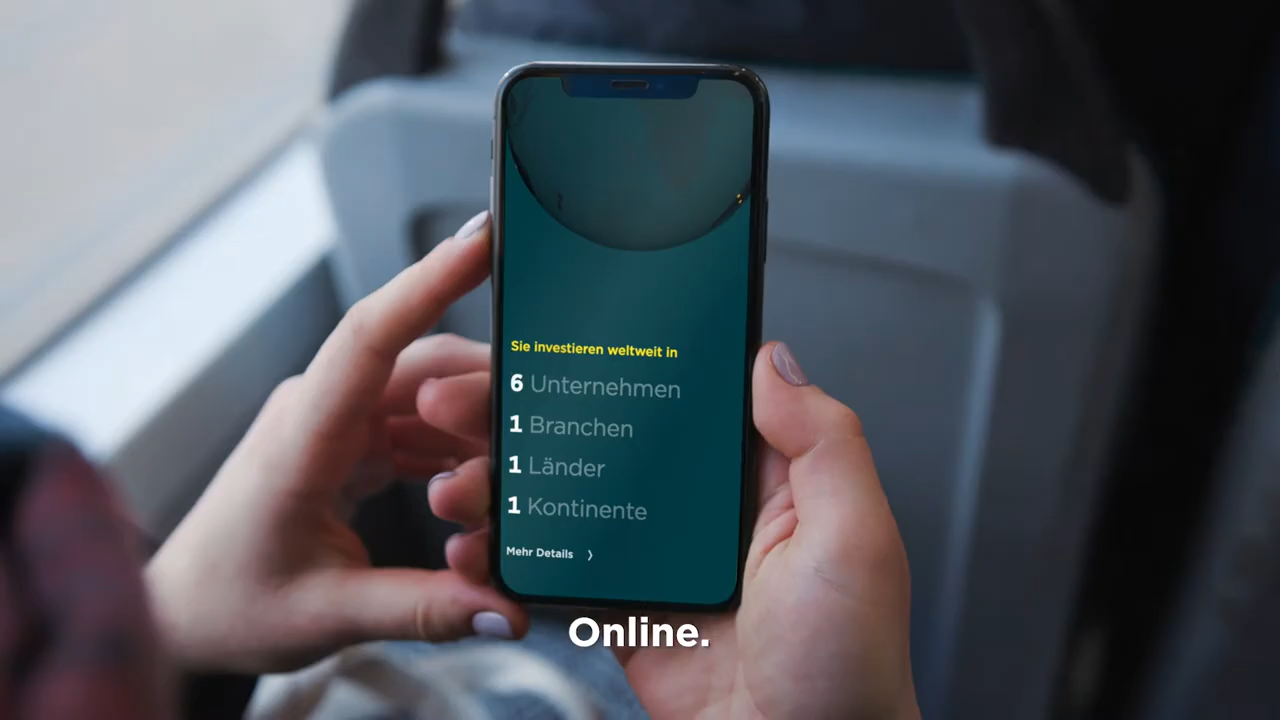 Sie investieren weltweit in
6 Unternehmen
1 Branchen
1 Länder
1 Kontinente
Mehr Details >
Online.